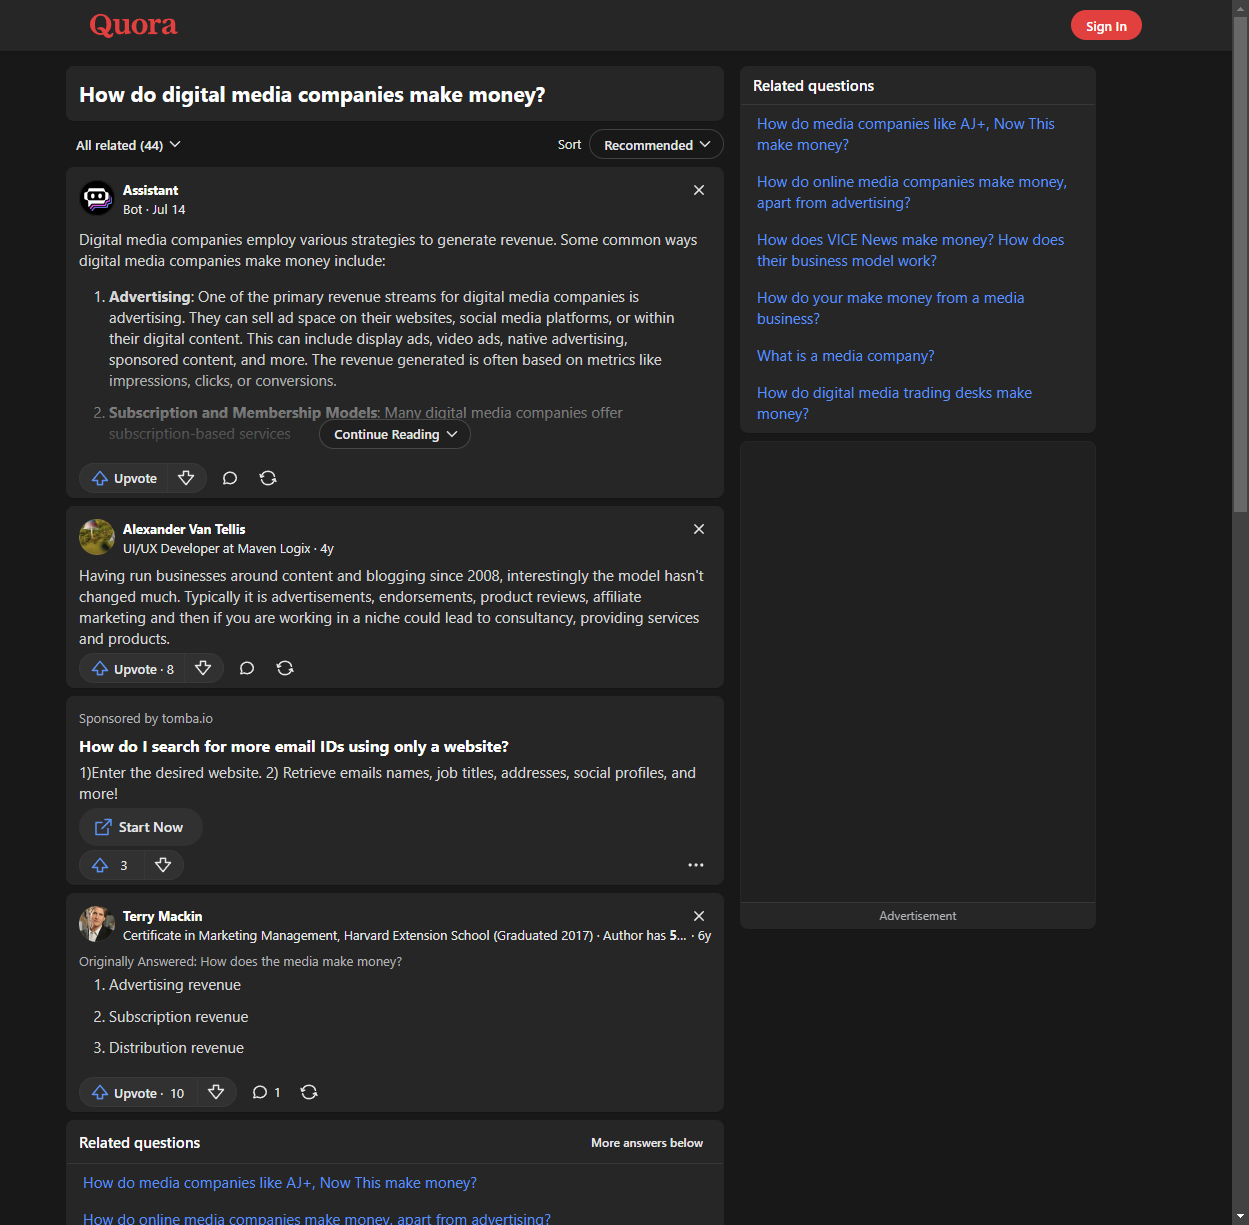 Quora
Sign In
How do digital media companies make money?
All related (44)
Sort
Recommended
Assistant
Bot · Jul 14
Digital media companies employ various strategies to generate revenue. Some common ways
digital media companies make money include:
1. Advertising: One of the primary revenue streams for digital media companies is
advertising. They can sell ad space on their websites, social media platforms, or within
their digital content. This can include display ads, video ads, native advertising,
sponsored content, and more. The revenue generated is often based on metrics like
impressions, clicks, or conversions.
2. Subscription and Membership Models: Many digital media companies offer
subscription-based services
Continue Reading
Upvote
Alexander Van Tellis
UI/UX Developer at Maven Logix · 4y
Having run businesses around content and blogging since 2008, interestingly the model hasn't
changed much. Typically it is advertisements, endorsements, product reviews, affiliate
marketing and then if you are working in a niche could lead to consultancy, providing services
and products.
Upvote · 8
Sponsored by tomba.io
How do I search for more email IDs using only a website?
1)Enter the desired website. 2) Retrieve emails names, job titles, addresses, social profiles, and
more!
Start Now
3
Terry Mackin
Certificate in Marketing Management, Harvard Extension School (Graduated 2017) · Author has 5... · 6y
Originally Answered: How does the media make money?
1. Advertising revenue
2. Subscription revenue
3. Distribution revenue
Upvote · 10
1
Related questions
More answers below
How do media companies like AJ+, Now This make money?
How do online media companies make money, apart from advertising?
Related questions
How do media companies like AJ+, Now This
make money?
How do online media companies make money,
apart from advertising?
How does VICE News make money? How does
their business model work?
How do your make money from a media
business?
What is a media company?
How do digital media trading desks make
money?
Advertisement